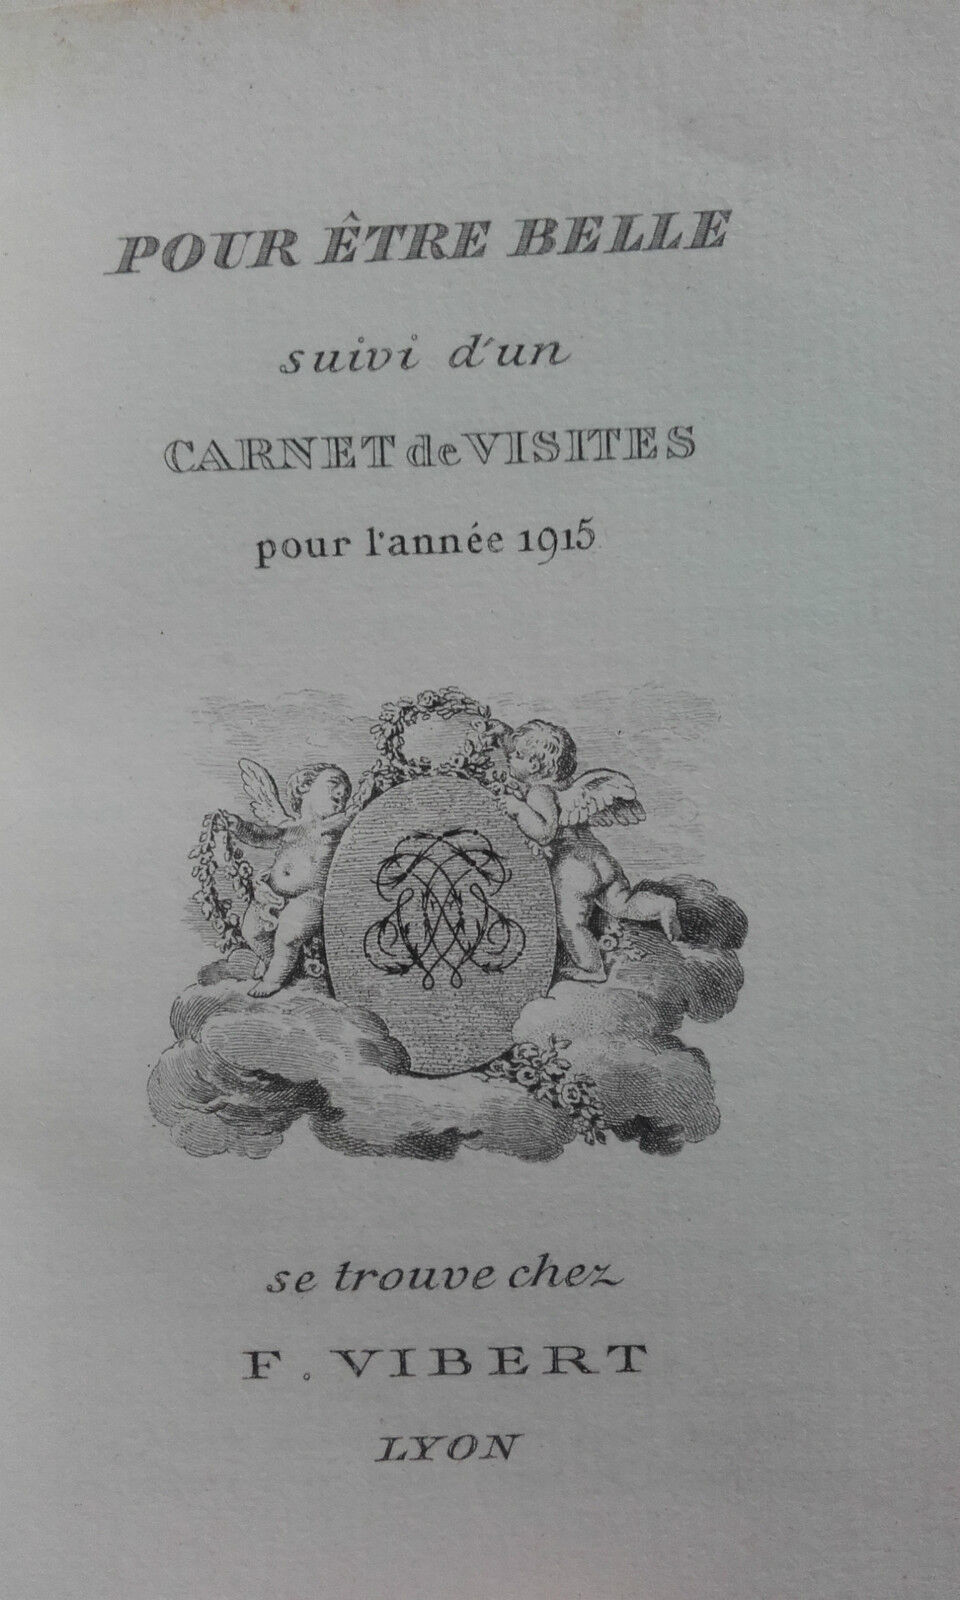 POUR ÊTRE BELLE
suivi d'un
CARNET de VISITES
pour l'année 1915
se trouve chez
F. VIBERT
LYON